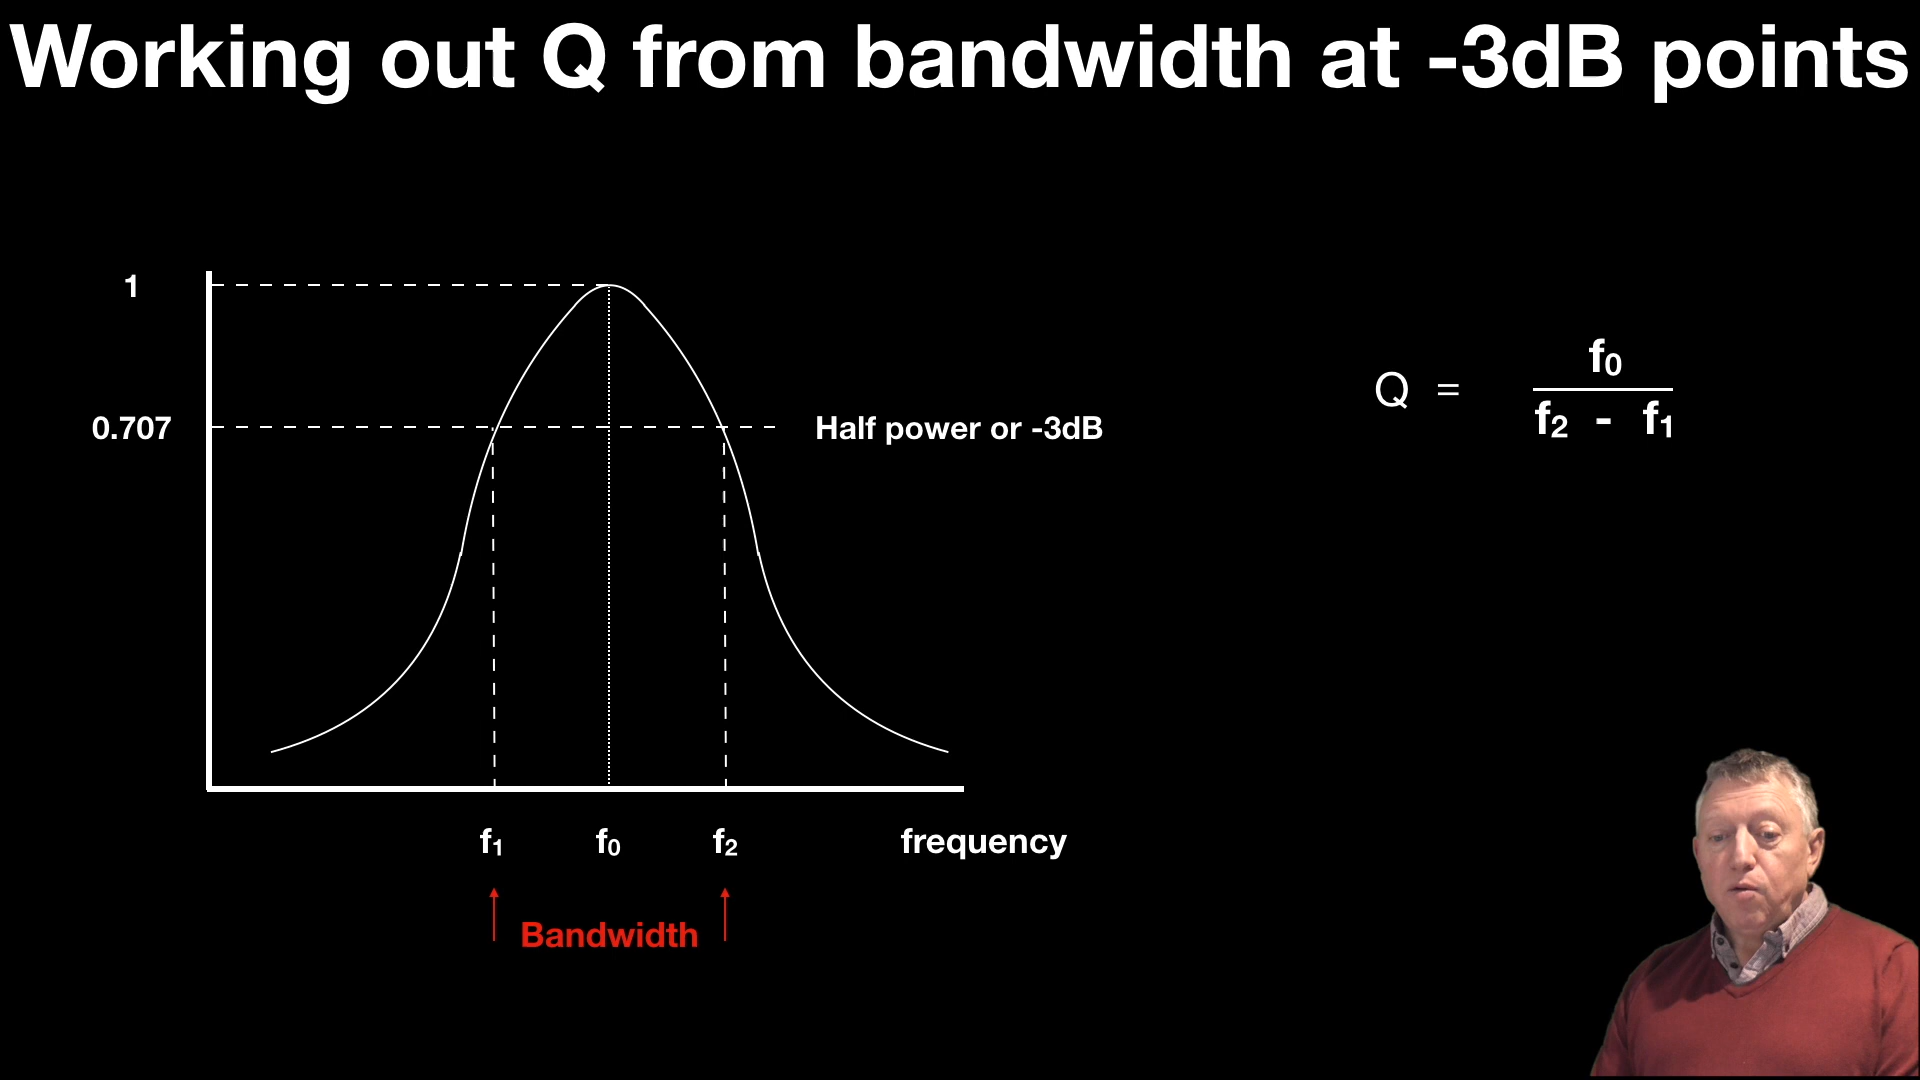 Working out Q from bandwidth at -3dB points
1
0.707
Half power or -3dB
Q = f₀
f₂ - f₁
f₁ f₀ f₂ frequency
Bandwidth